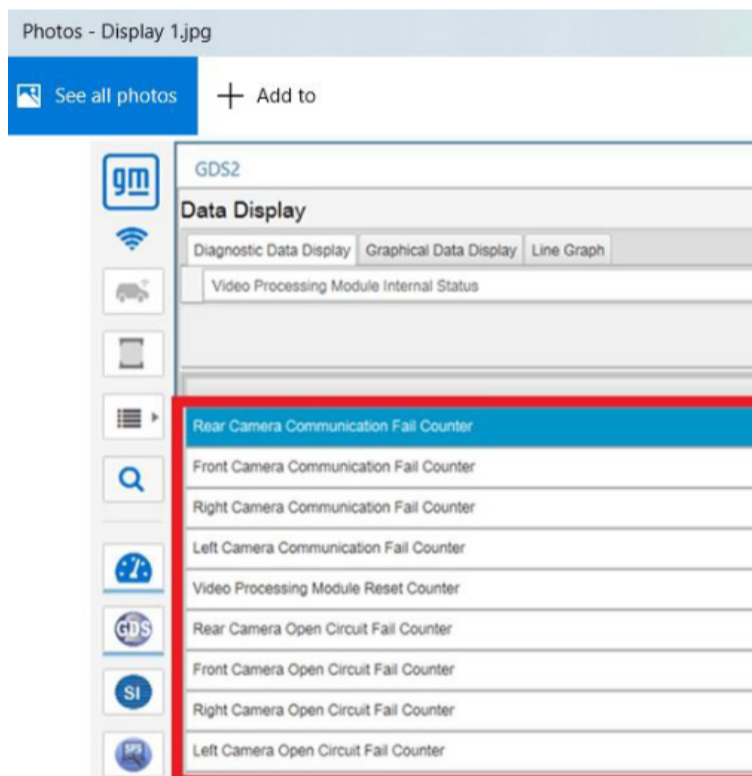 Photos - Display 1.jpg
See all photos
Add to
gm
GDS2
Data Display
Diagnostic Data Display Graphical Data Display Line Graph
Video Processing Module Internal Status
Rear Camera Communication Fail Counter
Front Camera Communication Fail Counter
Right Camera Communication Fail Counter
Left Camera Communication Fail Counter
Video Processing Module Reset Counter
GDS
Rear Camera Open Circuit Fail Counter
Front Camera Open Circuit Fail Counter
SI
Right Camera Open Circuit Fail Counter
SPS
Left Camera Open Circuit Fail Counter